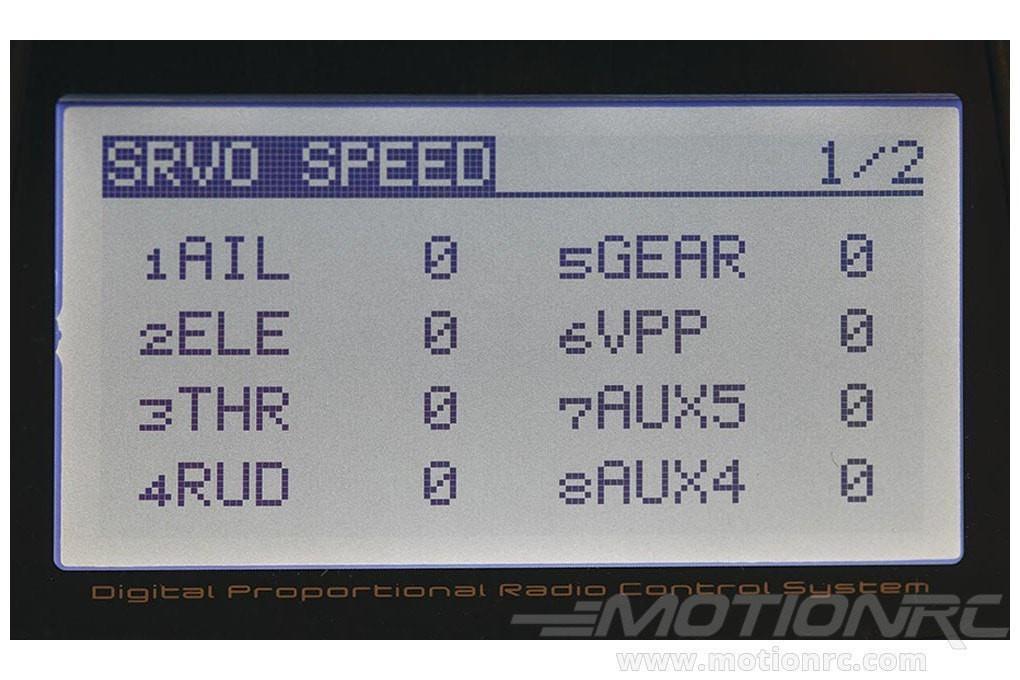 SRVO SPEED 1/2
1AIL 0 5GEAR 0
2ELE 0 6VPP 0
3THR 0 7AUX5 0
4RUD 0 8AUX4 0
Digital Proportional Radio Control System
MOTIONRC
www.motionrc.com